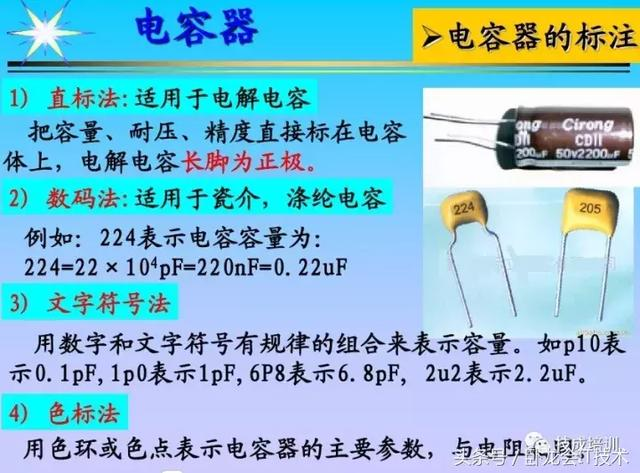 电容器
➢电容器的标注
1) 直标法:适用于电解电容
把容量、耐压、精度直接标在电容
体上,电解电容长脚为正极。
ong Cirong
DII CDII
2200µF 50V2200µF
2) 数码法:适用于瓷介,涤纶电容
224 205
例如:224表示电容容量为:
224=22×10⁴pF=220nF=0.22uF
3) 文字符号法
用数字和文字符号有规律的组合来表示容量。如p10表
示0.1pF,1p0表示1pF,6P8表示6.8pF, 2u2表示2.2uF。
4) 色标法
用色环或色点表示电容器的主要参数,与电阻
技成培训
头条号